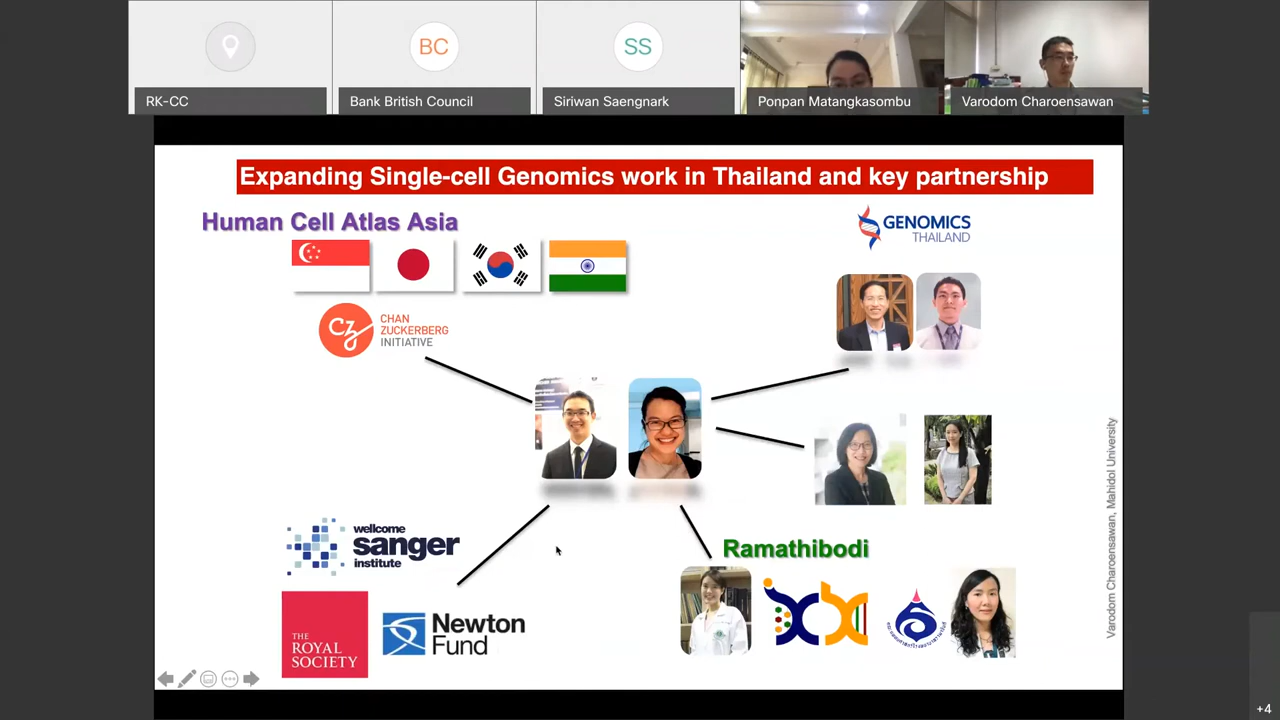 BC
SS
RK-CC
Bank British Council
Siriwan Saengnark
Ponpan Matangkasombu
Varodom Charoensawan
Expanding Single-cell Genomics work in Thailand and key partnership
Human Cell Atlas Asia
GENOMICS
THAILAND
CZ
CHAN
ZUCKERBERG
INITIATIVE
Varodom Charoensawan, Mahidol University
wellcome
sanger
institute
Ramathibodi
THE
ROYAL
SOCIETY
Newton
Fund
+4